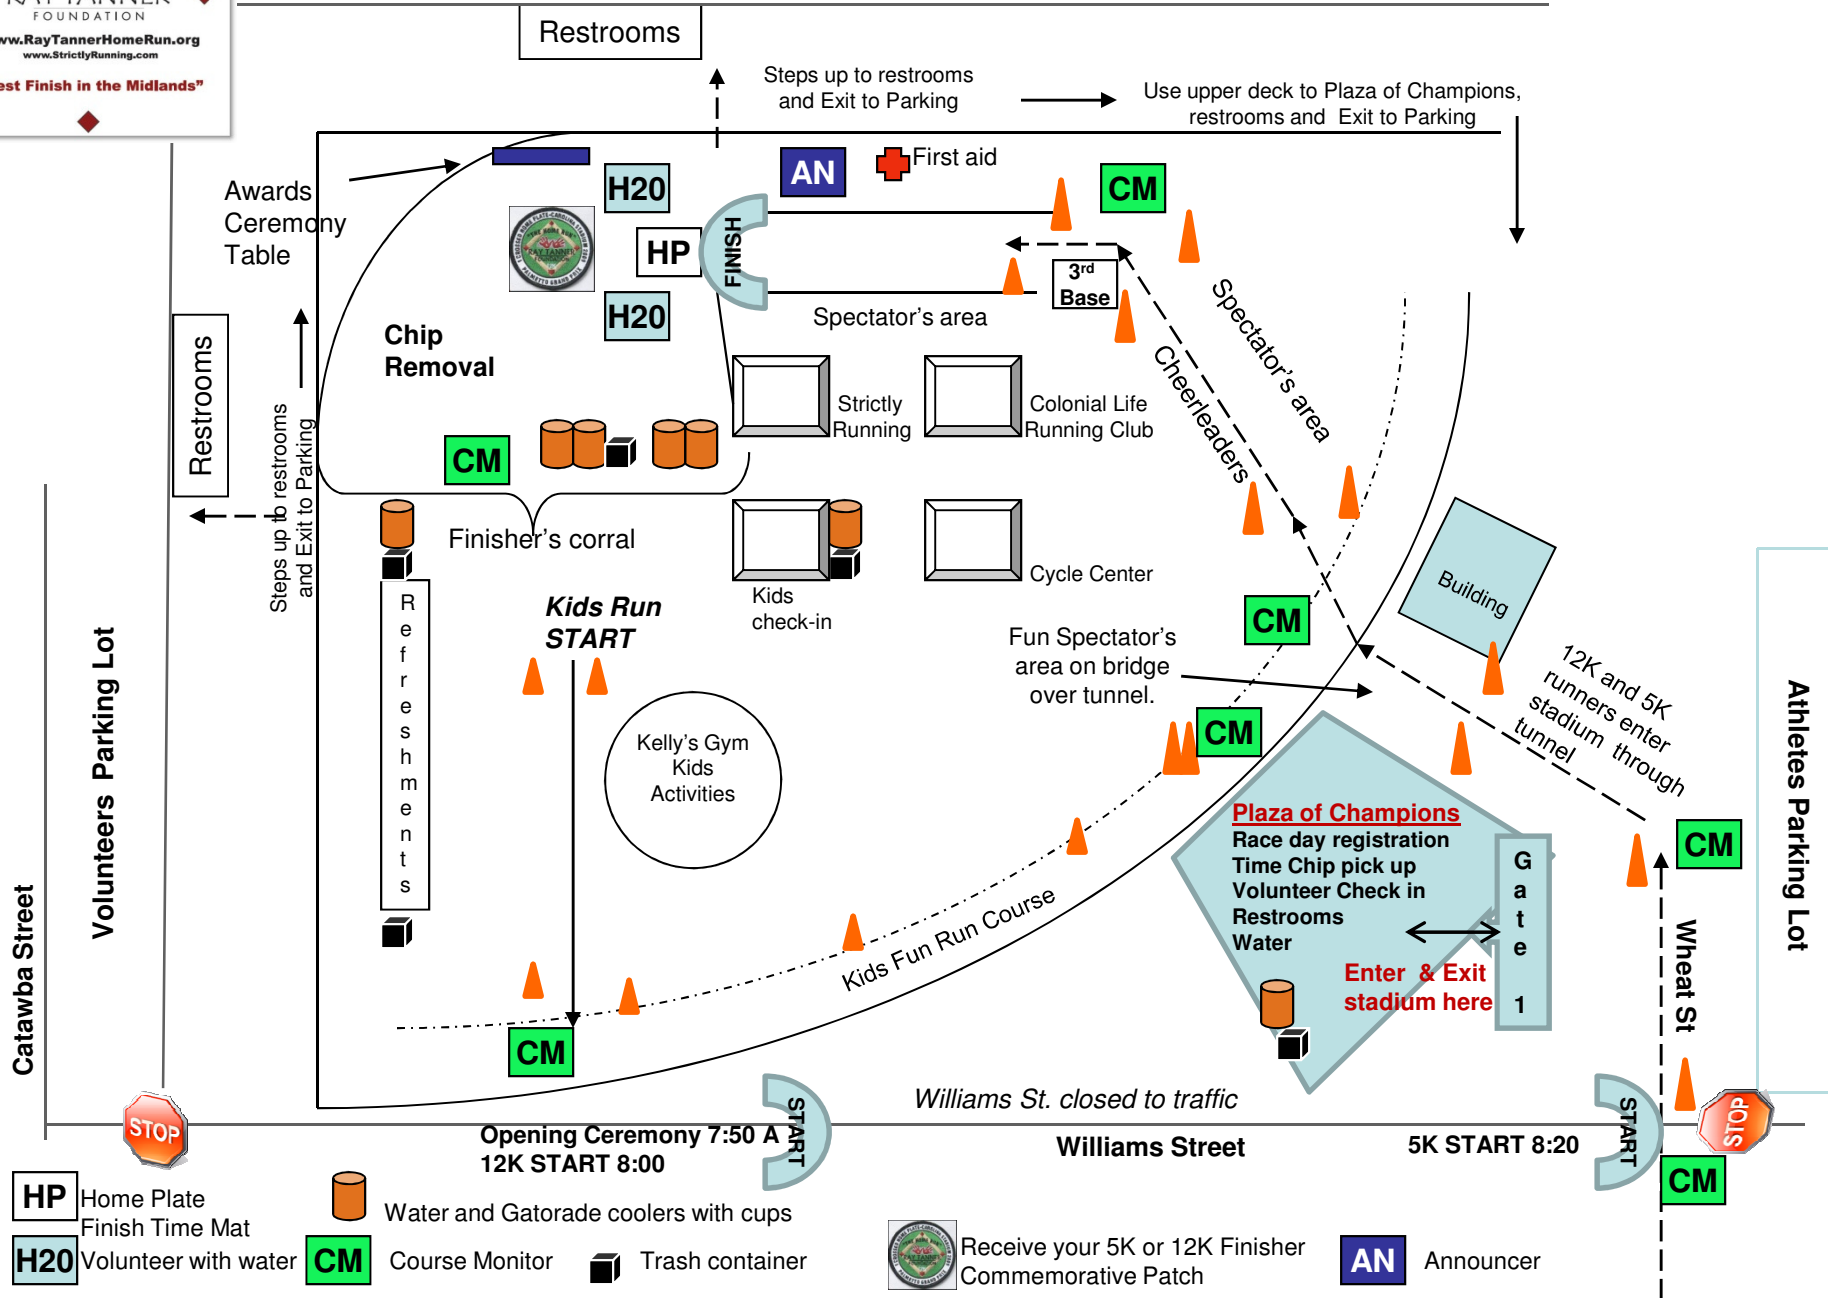 FOUNDATION
www.StrictlyRunning.com
Finish in the Midlands”
Restrooms
Steps up to restrooms
and Exit to Parking
Use upper deck to Plaza of Champions,
restrooms and Exit to Parking
Awards
Ceremony
Table
H20
AN
First aid
CM
HP
FINISH
H20
3rd
Base
Spectator’s area
Spectator’s area
Cheerleaders
Chip
Removal
Restrooms
Steps up to restrooms
and Exit to Parking
Strictly
Running
Colonial Life
Running Club
CM
Finisher’s corral
Kids
check-in
Cycle Center
Building
Refreshments
Kids Run
START
CM
Fun Spectator’s
area on bridge
over tunnel.
12K and 5K
runners enter
stadium through
tunnel
CM
Kelly’s Gym
Kids
Activities
Volunteers Parking Lot
Athletes Parking Lot
Catawba Street
Plaza of Champions
Race day registration
Time Chip pick up
Volunteer Check in
Restrooms
Water
Enter & Exit
stadium here
Gate 1
CM
Wheat St
Kids Fun Run Course
CM
Williams St. closed to traffic
STOP
Opening Ceremony 7:50 A
12K START 8:00
START
Williams Street
5K START 8:20
START
STOP
CM
HP
Home Plate
Finish Time Mat
Water and Gatorade coolers with cups
H20
Volunteer with water
CM
Course Monitor
Trash container
Receive your 5K or 12K Finisher
Commemorative Patch
AN
Announcer